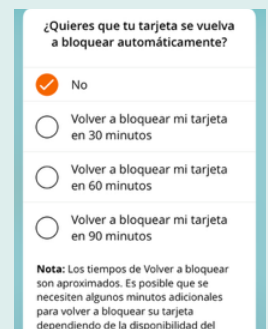 ¿Quieres que tu tarjeta se vuelva
a bloquear automáticamente?
No
Volver a bloquear mi tarjeta
en 30 minutos
Volver a bloquear mi tarjeta
en 60 minutos
Volver a bloquear mi tarjeta
en 90 minutos
Nota: Los tiempos de Volver a bloquear
son aproximados. Es posible que se
necesiten algunos minutos adicionales
para volver a bloquear su tarjeta
dependiendo de la disponibilidad del